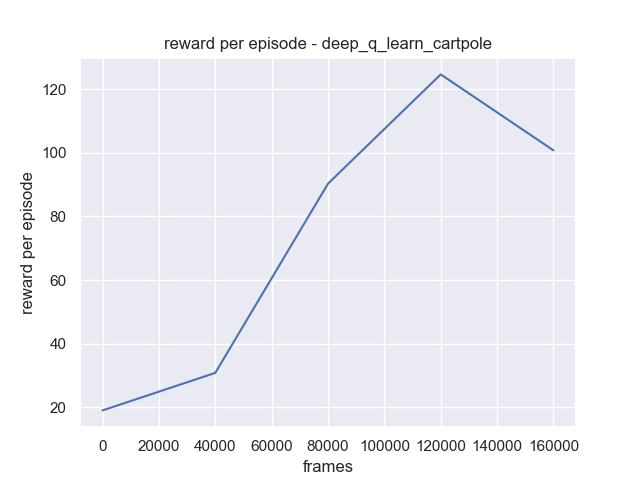 reward per episode - deep_q_learn_cartpole
120
100
80
60
40
20
reward per episode
0 20000 40000 60000 80000 100000 120000 140000 160000
frames